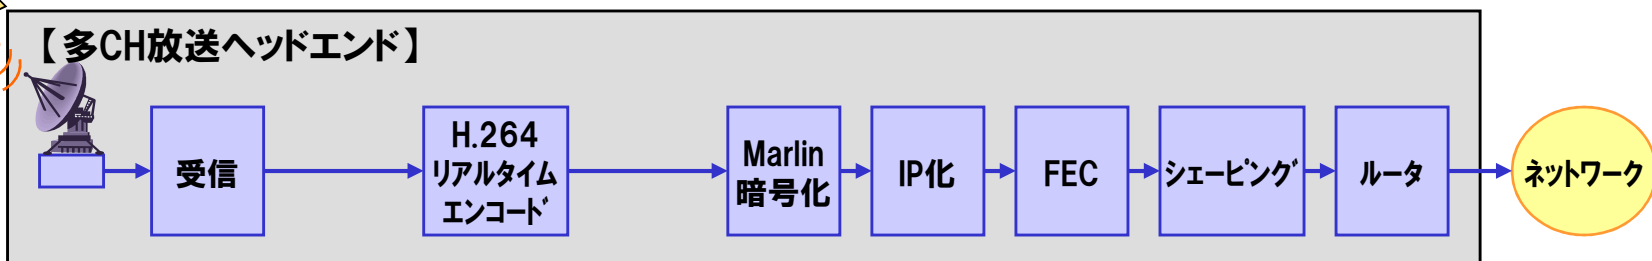 【多CH放送ヘッドエンド】
受信
H.264
リアルタイム
エンコード
Marlin
暗号化
IP化
FEC
シェーピング
ルータ
ネットワーク